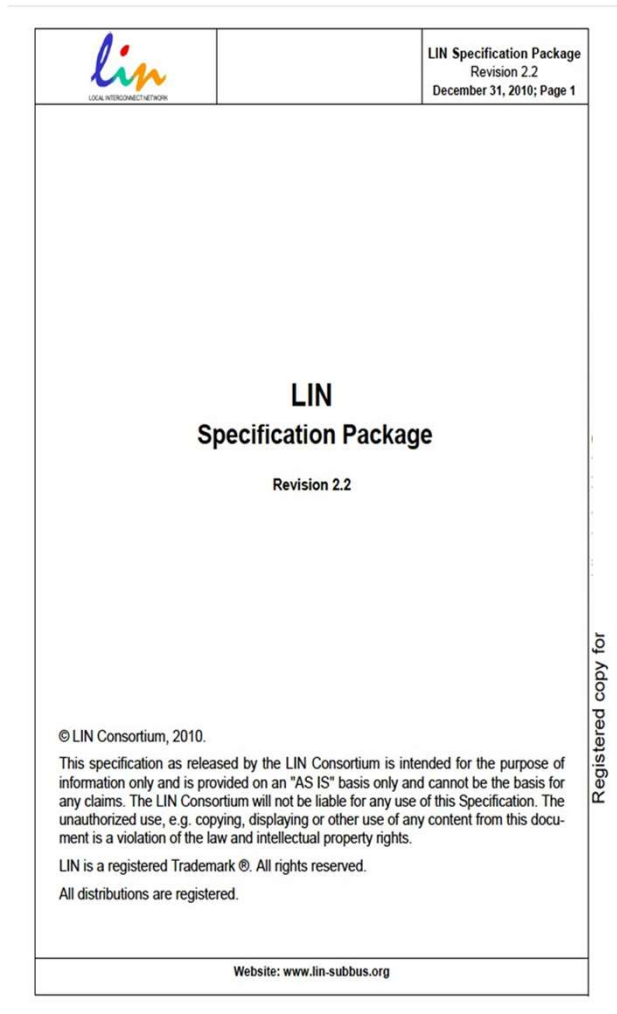 lin
LOCAL INTERCONNECT NETWORK
LIN Specification Package
Revision 2.2
December 31, 2010; Page 1
LIN
Specification Package
Revision 2.2
Registered copy for
© LIN Consortium, 2010.
This specification as released by the LIN Consortium is intended for the purpose of
information only and is provided on an "AS IS" basis only and cannot be the basis for
any claims. The LIN Consortium will not be liable for any use of this Specification. The
unauthorized use, e.g. copying, displaying or other use of any content from this docu-
ment is a violation of the law and intellectual property rights.
LIN is a registered Trademark ®. All rights reserved.
All distributions are registered.
Website: www.lin-subbus.org